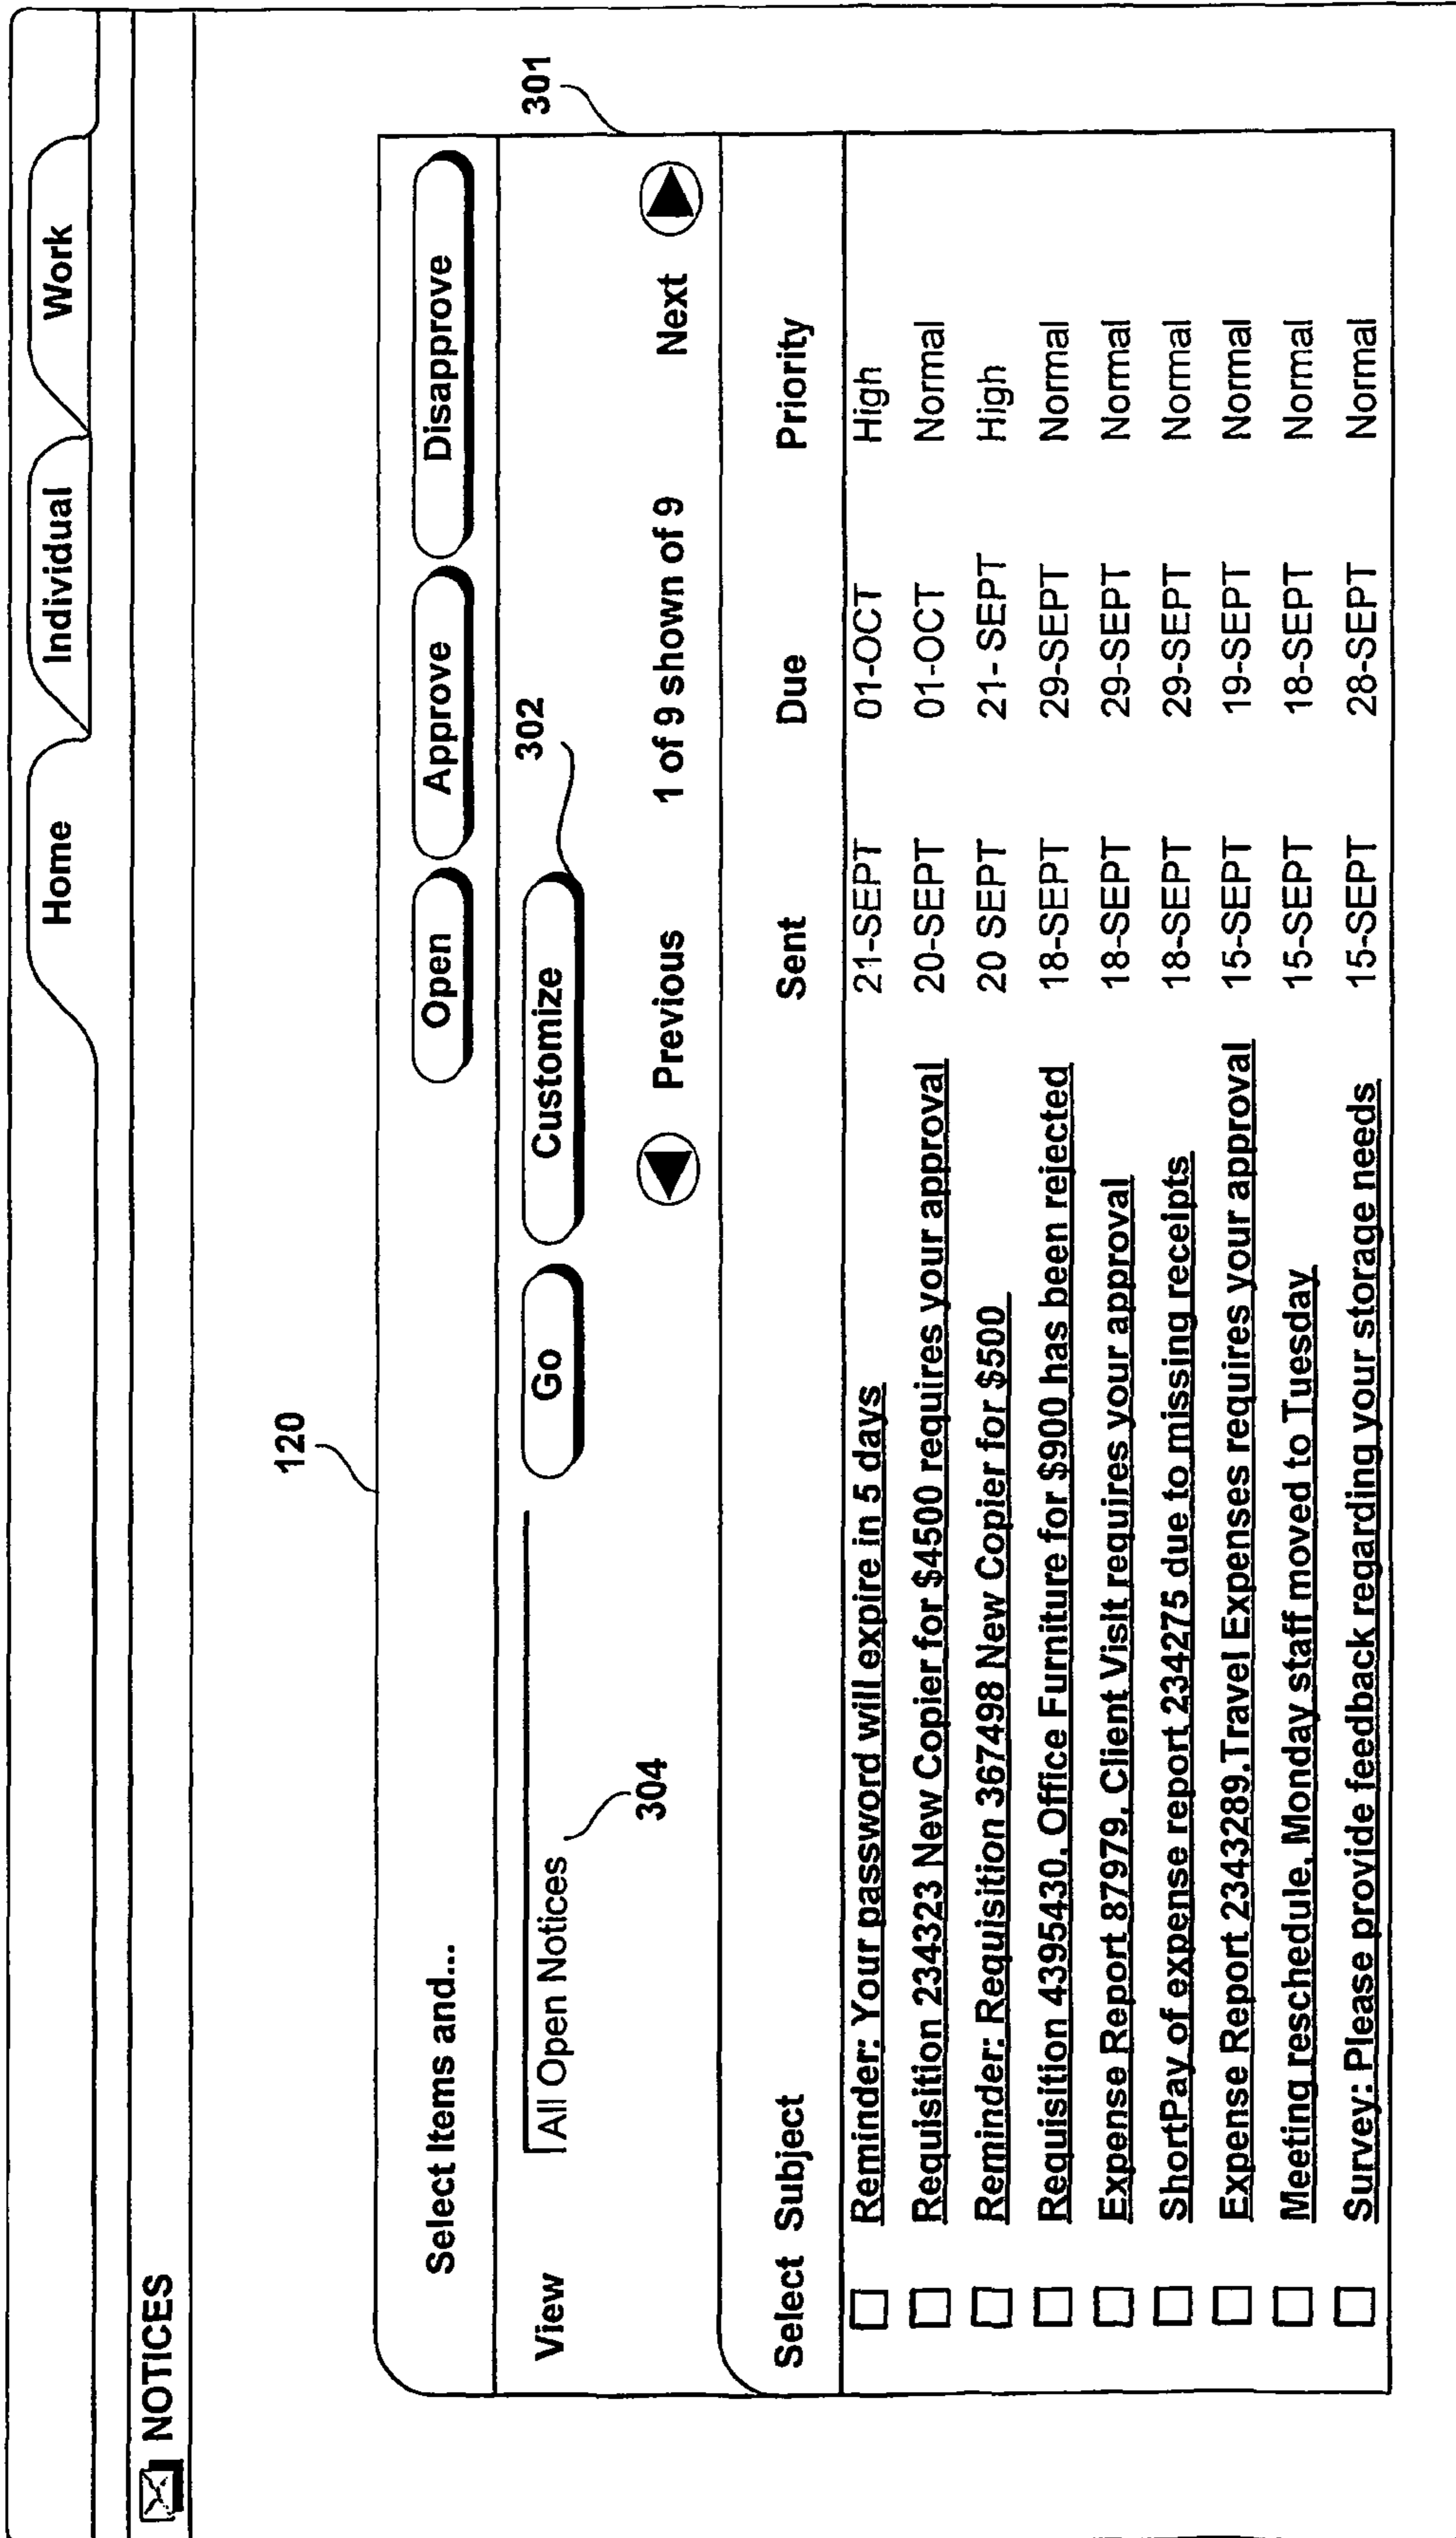 Home Individual Work
NOTICES
120
Select Items and... Open Approve Disapprove
301
302
View All Open Notices Go Customize
304
Previous 1 of 9 shown of 9 Next
Select Subject Sent Due Priority
Reminder: Your password will expire in 5 days 21-SEPT 01-OCT High
Requisition 234323 New Copier for $4500 requires your approval 20-SEPT 01-OCT Normal
Reminder: Requisition 367498 New Copier for $500 20 SEPT 21- SEPT High
Requisition 4395430, Office Furniture for $900 has been rejected 18-SEPT 29-SEPT Normal
Expense Report 87979, Client Visit requires your approval 18-SEPT 29-SEPT Normal
ShortPay of expense report 234275 due to missing receipts 18-SEPT 29-SEPT Normal
Expense Report 2343289.Travel Expenses requires your approval 15-SEPT 19-SEPT Normal
Meeting reschedule, Monday staff moved to Tuesday 15-SEPT 18-SEPT Normal
Survey: Please provide feedback regarding your storage needs 15-SEPT 28-SEPT Normal